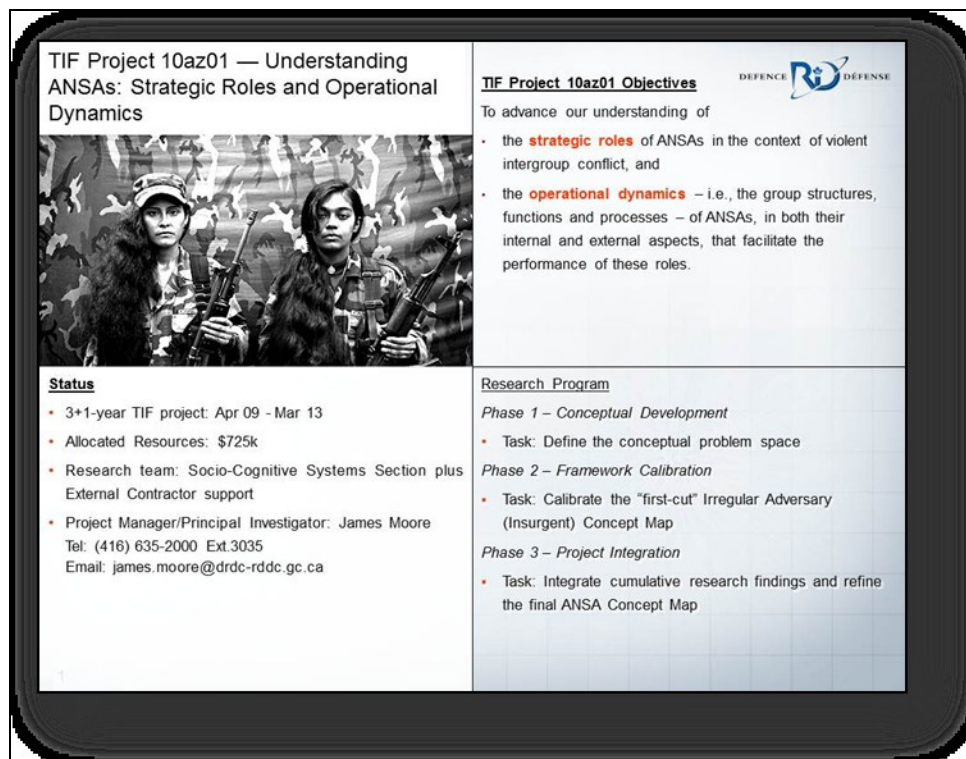 TIF Project 10az01 — Understanding
ANSAs: Strategic Roles and Operational
Dynamics
DEFENCE R D DÉFENSE
TIF Project 10az01 Objectives
To advance our understanding of
• the strategic roles of ANSAs in the context of violent
intergroup conflict, and
• the operational dynamics – i.e., the group structures,
functions and processes – of ANSAs, in both their
internal and external aspects, that facilitate the
performance of these roles.
Status
• 3+1-year TIF project: Apr 09 - Mar 13
• Allocated Resources: $725k
• Research team: Socio-Cognitive Systems Section plus
External Contractor support
• Project Manager/Principal Investigator: James Moore
Tel: (416) 635-2000 Ext.3035
Email: james.moore@drdc-rddc.gc.ca
1
Research Program
Phase 1 – Conceptual Development
• Task: Define the conceptual problem space
Phase 2 – Framework Calibration
• Task: Calibrate the “first-cut” Irregular Adversary
(Insurgent) Concept Map
Phase 3 – Project Integration
• Task: Integrate cumulative research findings and refine
the final ANSA Concept Map